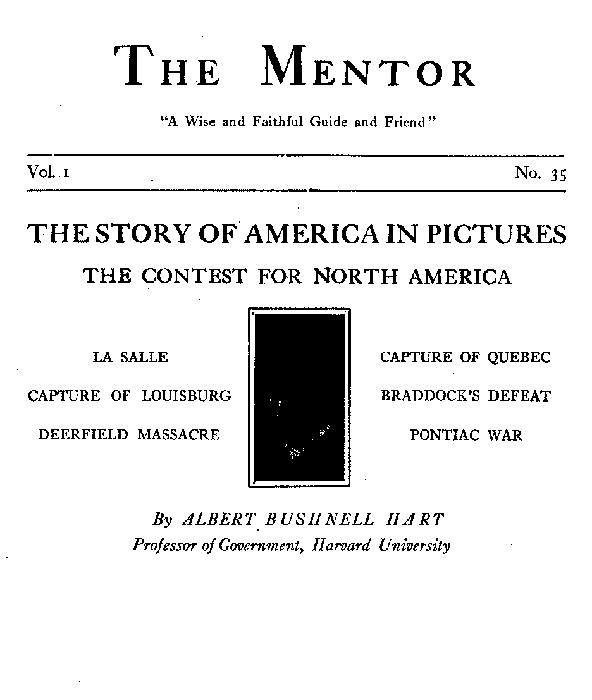 THE MENTOR
"A Wise and Faithful Guide and Friend"
Vol. 1 No. 35
THE STORY OF AMERICA IN PICTURES
THE CONTEST FOR NORTH AMERICA
LA SALLE
CAPTURE OF LOUISBURG
DEERFIELD MASSACRE
CAPTURE OF QUEBEC
BRADDOCK'S DEFEAT
PONTIAC WAR
By ALBERT BUSHNELL HART
Professor of Government, Harvard University